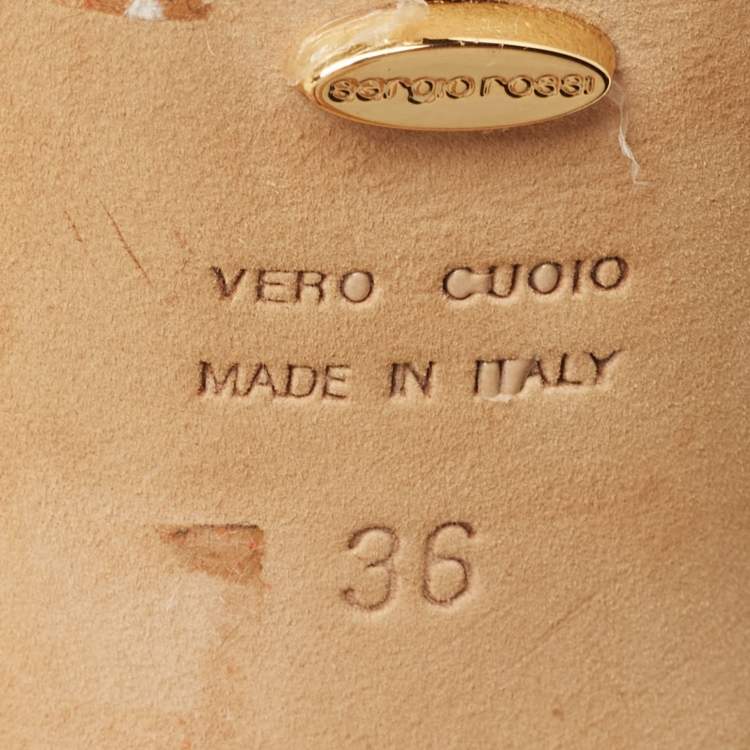 sergio rossi
VERO CUOIO
MADE IN ITALY
36